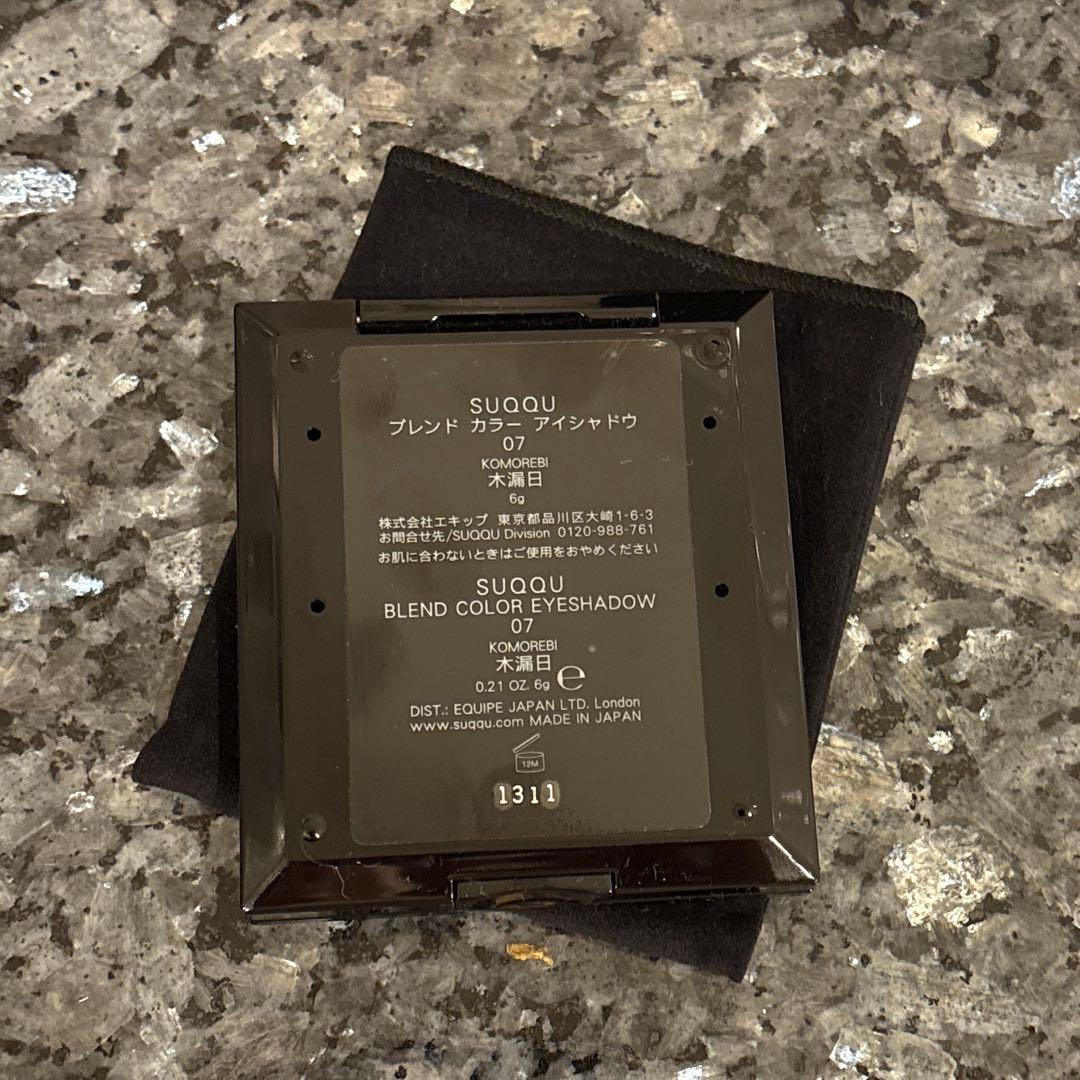 SUQQU
ブレンド カラー アイシャドウ
07
KOMOREBI
木漏日
6g
株式会社エキップ 東京都品川区大崎1-6-3
お問合せ先/SUQQU Division 0120-988-761
お肌に合わないときはご使用をおやめください
SUQQU
BLEND COLOR EYESHADOW
07
KOMOREBI
木漏日
0.21 OZ. 6g ℮
DIST.: EQUIPE JAPAN LTD. London
www.suqqu.com MADE IN JAPAN
12M
1311